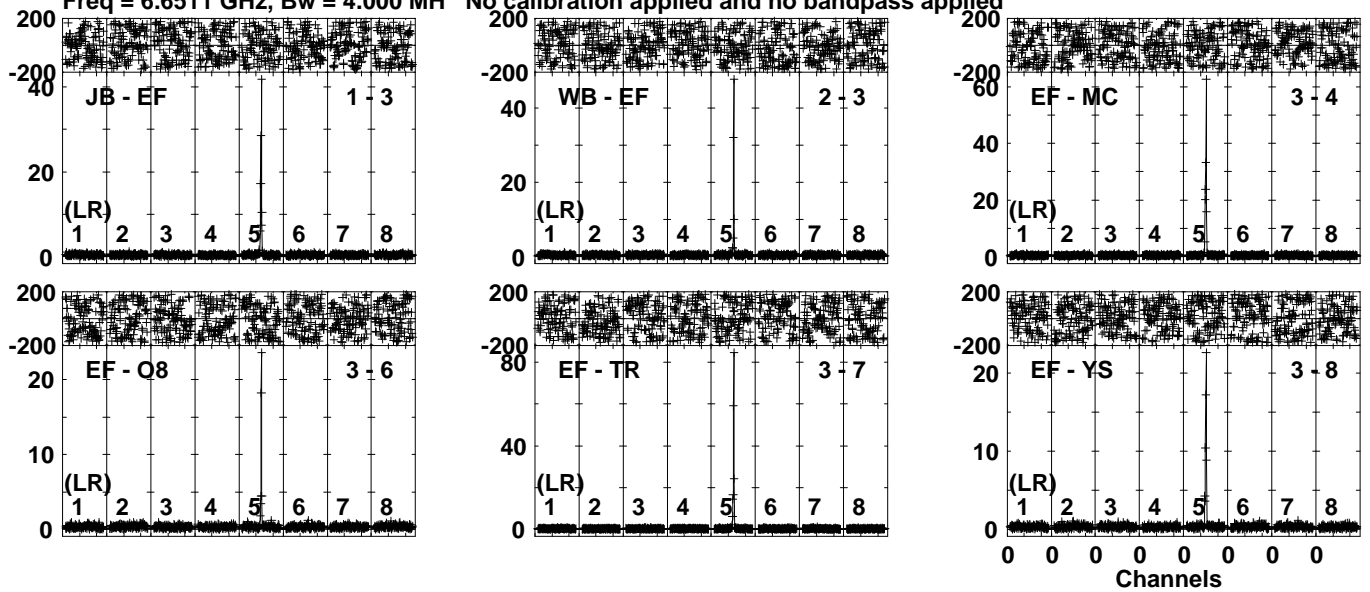 Freq = 6.6511 GHz, Bw = 4.000 MH No calibration applied and no bandpass applied
200
-200
40
20
0
JB - EF 1 - 3
(LR)
1 2 3 4 5 6 7 8
200
-200
40
20
0
WB - EF 2 - 3
(LR)
1 2 3 4 5 6 7 8
200
-200
60
40
20
0
EF - MC 3 - 4
(LR)
1 2 3 4 5 6 7 8
200
-200
20
10
0
EF - O8 3 - 6
(LR)
1 2 3 4 5 6 7 8
200
-200
80
40
0
EF - TR 3 - 7
(LR)
1 2 3 4 5 6 7 8
200
-200
20
10
0
EF - YS 3 - 8
(LR)
1 2 3 4 5 6 7 8
0 0 0 0 0 0 0 0
Channels